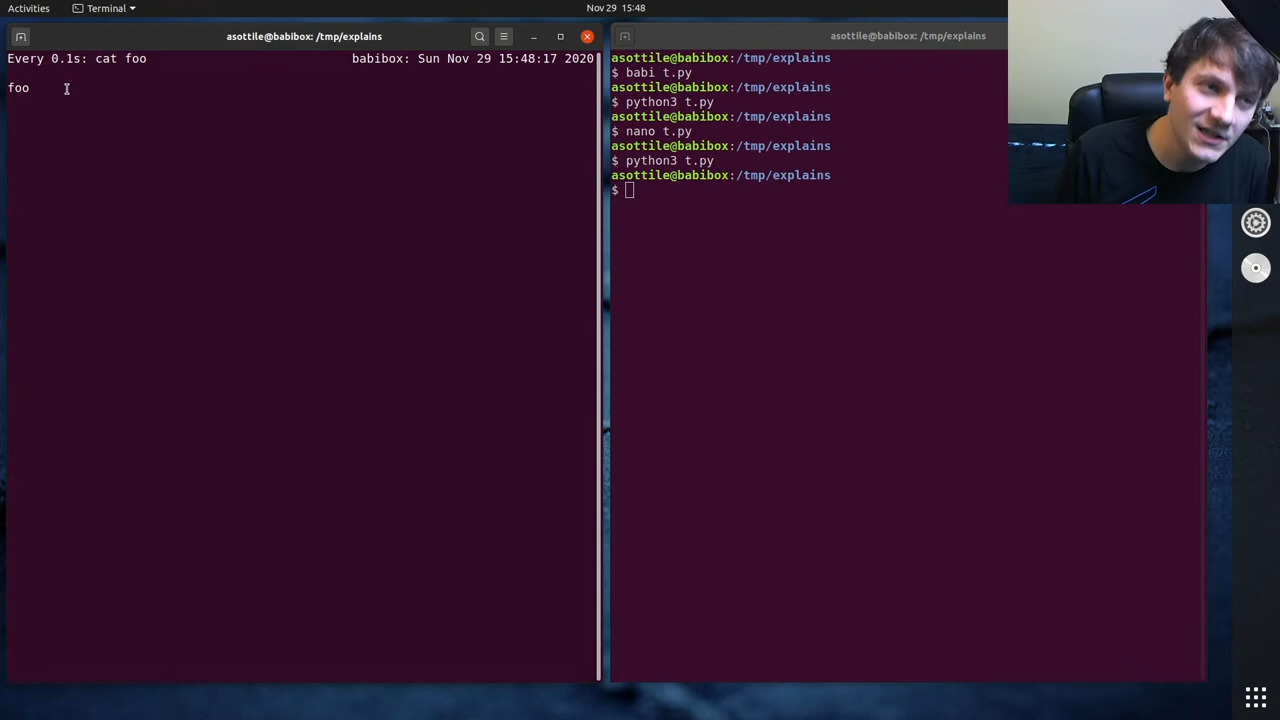 Activities
Terminal
Nov 29 15:48
asottile@babibox: /tmp/explains
Every 0.1s: cat foo babibox: Sun Nov 29 15:48:17 2020
foo
asottile@babibox: /tmp/explains
asottile@babibox:/tmp/explains
$ babi t.py
asottile@babibox:/tmp/explains
$ python3 t.py
asottile@babibox:/tmp/explains
$ nano t.py
asottile@babibox:/tmp/explains
$ python3 t.py
asottile@babibox:/tmp/explains
$